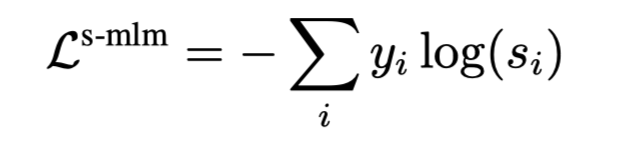 ℒ^{s-mlm} = − ∑_i y_i log(s_i)